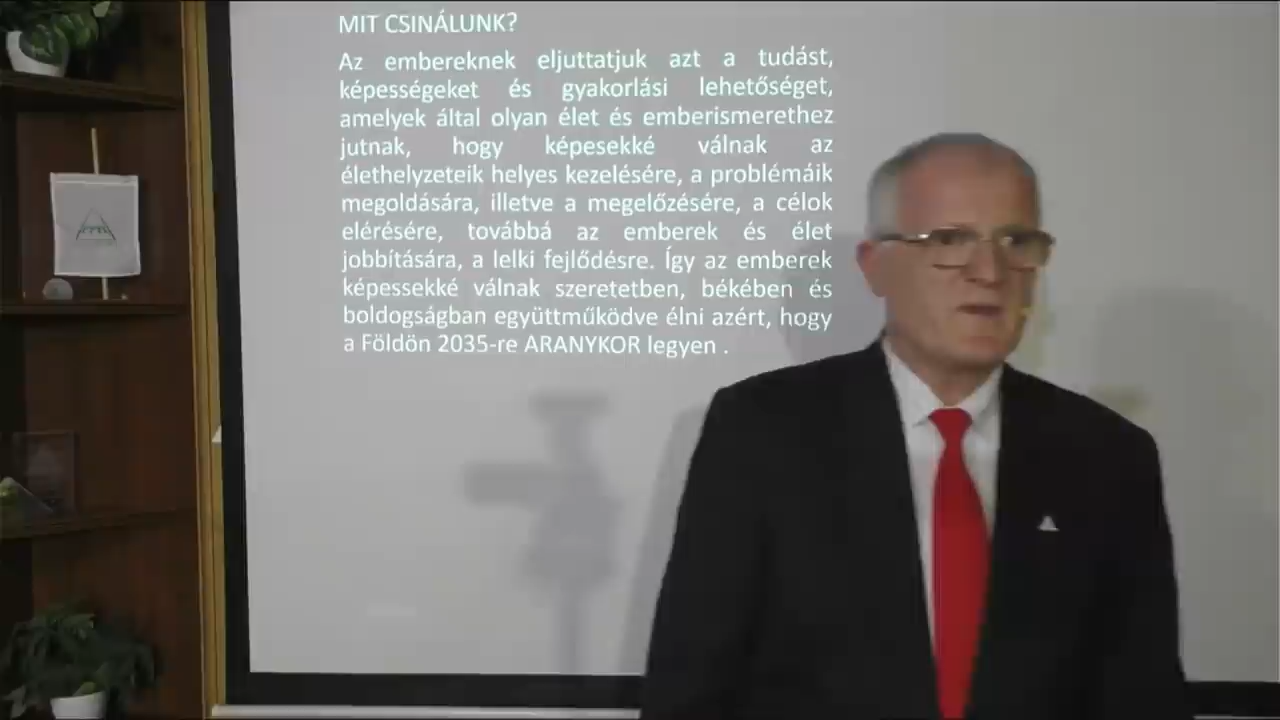 MIT CSINÁLUNK?
Az embereknek eljuttatjuk azt a tudást,
képességeket és gyakorlási lehetőséget,
amelyek által olyan élet és emberismerethez
jutnak, hogy képesekké válnak az
élethelyzeteik helyes kezelésére, a problémáik
megoldására, illetve a megelőzésére, a célok
elérésére, továbbá az emberek és élet
jobbítására, a lelki fejlődésre. Így az emberek
képessekké válnak szeretetben, békében és
boldogságban együttműködve élni azért, hogy
a Földön 2035-re ARANYKOR legyen .